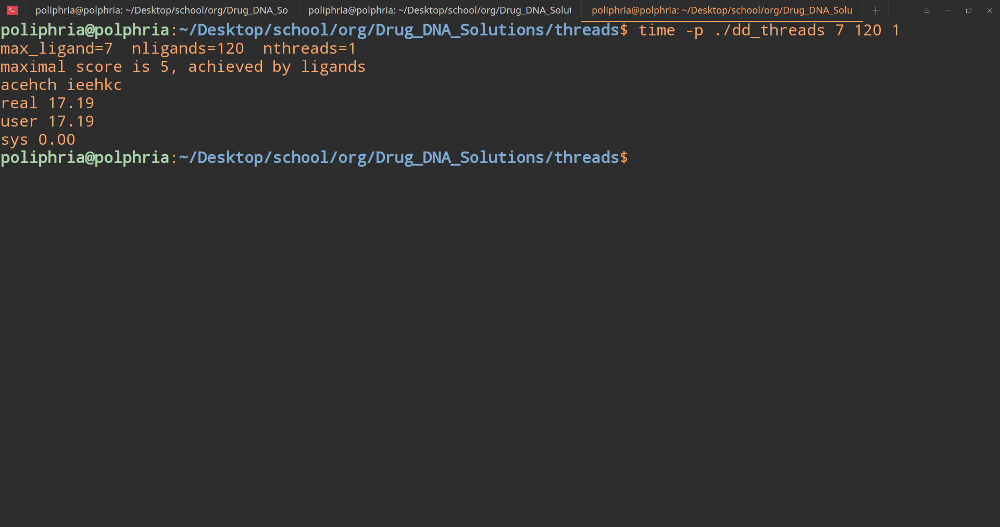 poliphria@polphria: ~/Desktop/school/org/Drug_DNA_So
poliphria@polphria: ~/Desktop/school/org/Drug_DNA_Solut
poliphria@polphria: ~/Desktop/school/org/Drug_DNA_Solu
poliphria@polphria:~/Desktop/school/org/Drug_DNA_Solutions/threads$ time -p ./dd_threads 7 120 1
max_ligand=7  nligands=120  nthreads=1
maximal score is 5, achieved by ligands
acehch ieehkc
real 17.19
user 17.19
sys 0.00
poliphria@polphria:~/Desktop/school/org/Drug_DNA_Solutions/threads$